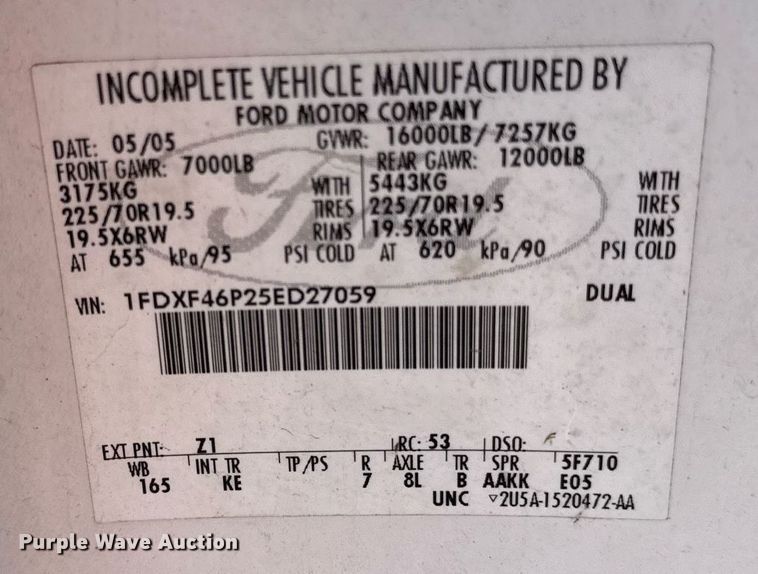 INCOMPLETE VEHICLE MANUFACTURED BY
FORD MOTOR COMPANY
DATE: 05/05 GVWR: 16000LB/7257KG
FRONT GAWR: 7000LB REAR GAWR: 12000LB
3175KG WITH 5443KG WITH
225/70R19.5 TIRES 225/70R19.5 TIRES
19.5X6RW RIMS 19.5X6RW RIMS
AT 655 kPa/95 PSI COLD AT 620 kPa/90 PSI COLD
VIN: 1FDXF46P25ED27059 DUAL
Ford
EXT PNT: Z1 RC: 53 DSO:
WB INT TR TP/PS R AXLE TR SPR 5F710
165 KE 7 8L B AAKK E05
UNC ▽2U5A-1520472-AA
Purple Wave Auction